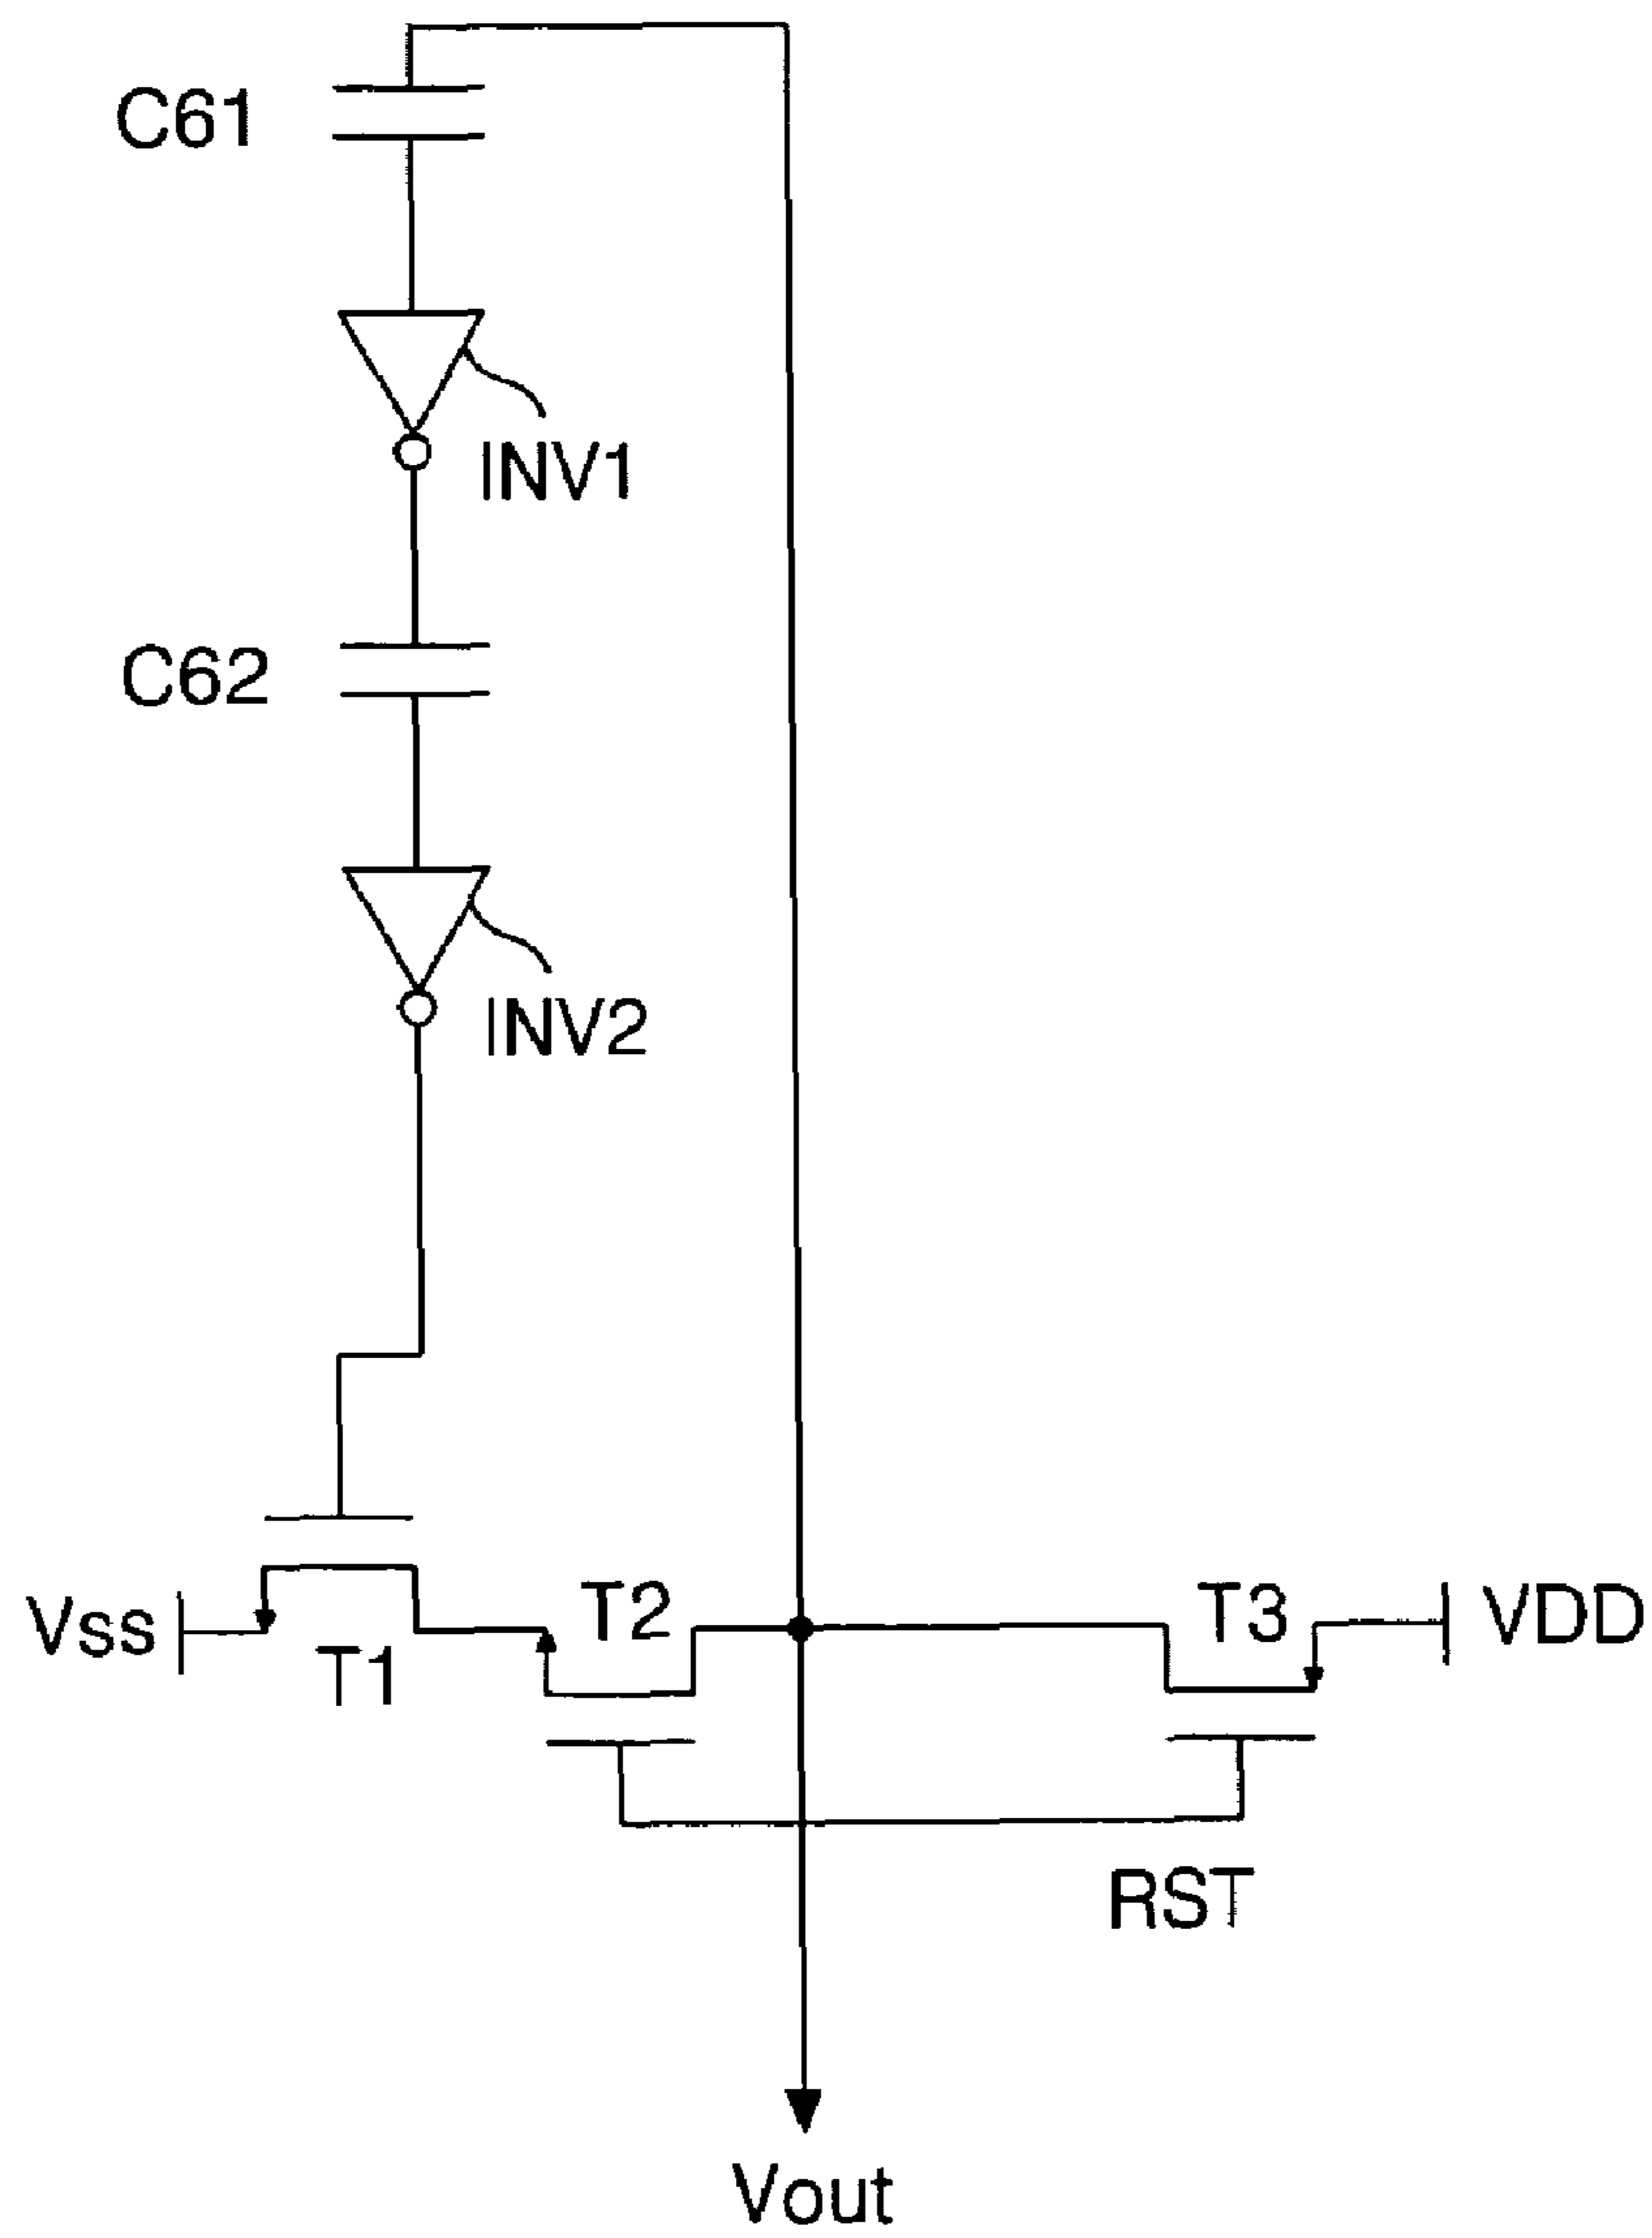 C61
INV1
C62
INV2
Vss
T1
T2
T3
VDD
RST
Vout